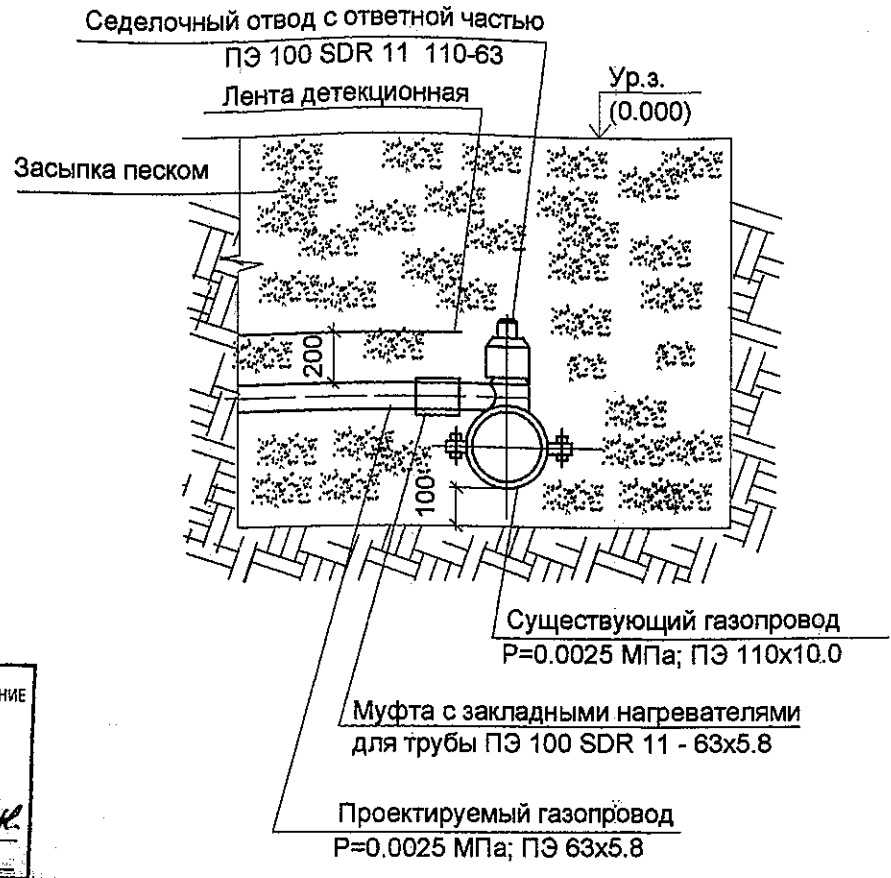 Седелочный отвод с ответной частью
ПЭ 100 SDR 11 110-63
Лента детекционная
Ур.з.
(0.000)
Засыпка песком
200
100
Существующий газопровод
P=0.0025 МПа; ПЭ 110x10.0
Муфта с закладными нагревателями
для трубы ПЭ 100 SDR 11 - 63x5.8
Проектируемый газопровод
P=0.0025 МПа; ПЭ 63x5.8